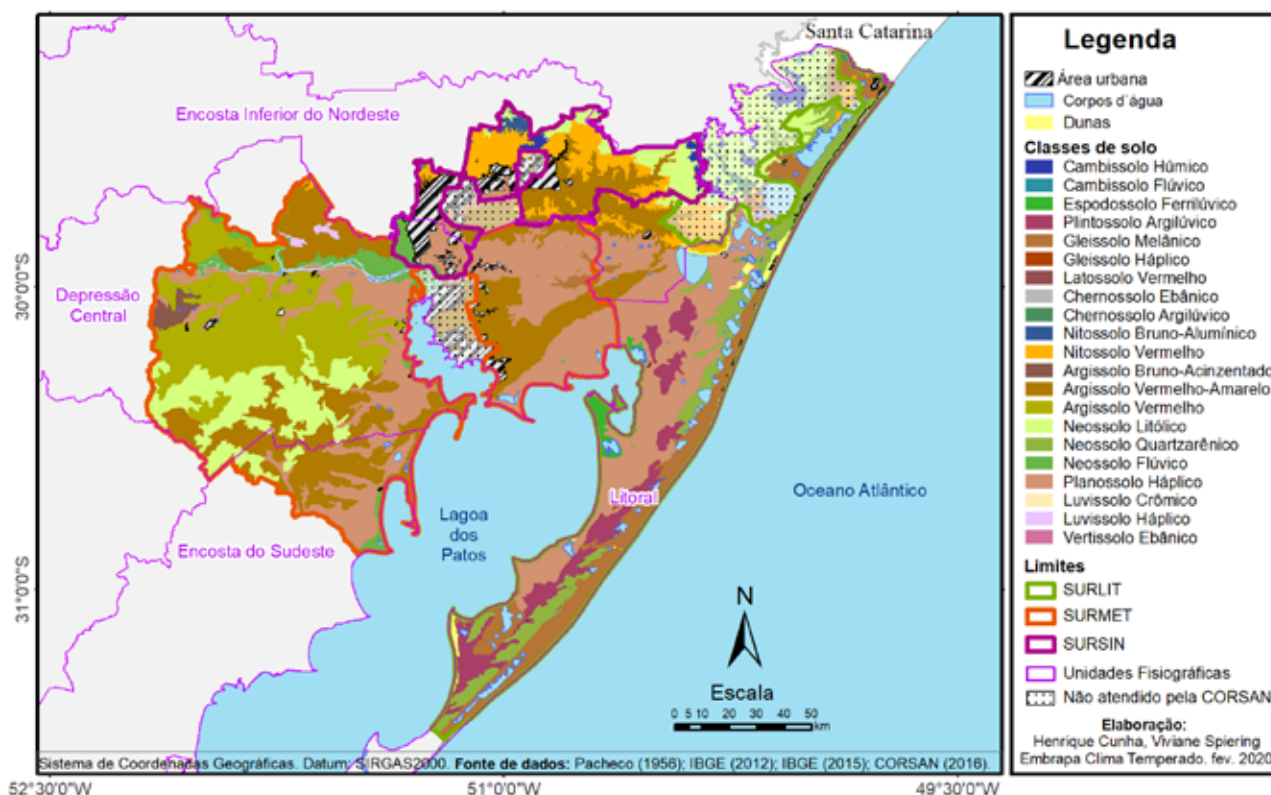 Santa Catarina
Encosta Inferior do Nordeste
30°0'0"S
Depressão
Central
Litoral
Oceano Atlântico
Lagoa
dos
Patos
Encosta do Sudeste
31°0'0"S
N
Escala
0 5 10 20 30 40 50
km
Sistema de Coordenadas Geográficas. Datum: SIRGAS2000. Fonte de dados: Pacheco (1956); IBGE (2012); IBGE (2015); CORSAN (2016).
52°30'0"W
51°0'0"W
49°30'0"W
Legenda
Área urbana
Corpos d`água
Dunas
Classes de solo
Cambissolo Húmico
Cambissolo Flúvico
Espodossolo Ferrilúvico
Plintossolo Argilúvico
Gleissolo Melânico
Gleissolo Háplico
Latossolo Vermelho
Chernossolo Ebânico
Chernossolo Argilúvico
Nitossolo Bruno-Alumínico
Nitossolo Vermelho
Argissolo Bruno-Acinzentado
Argissolo Vermelho-Amarelo
Argissolo Vermelho
Neossolo Litólico
Neossolo Quartzarênico
Neossolo Flúvico
Planossolo Háplico
Luvissolo Crômico
Luvissolo Háplico
Vertissolo Ebânico
Limites
SURLIT
SURMET
SURSIN
Unidades Fisiográficas
Não atendido pela CORSAN
Elaboração:
Henrique Cunha, Viviane Spiering
Embrapa Clima Temperado. fev. 2020